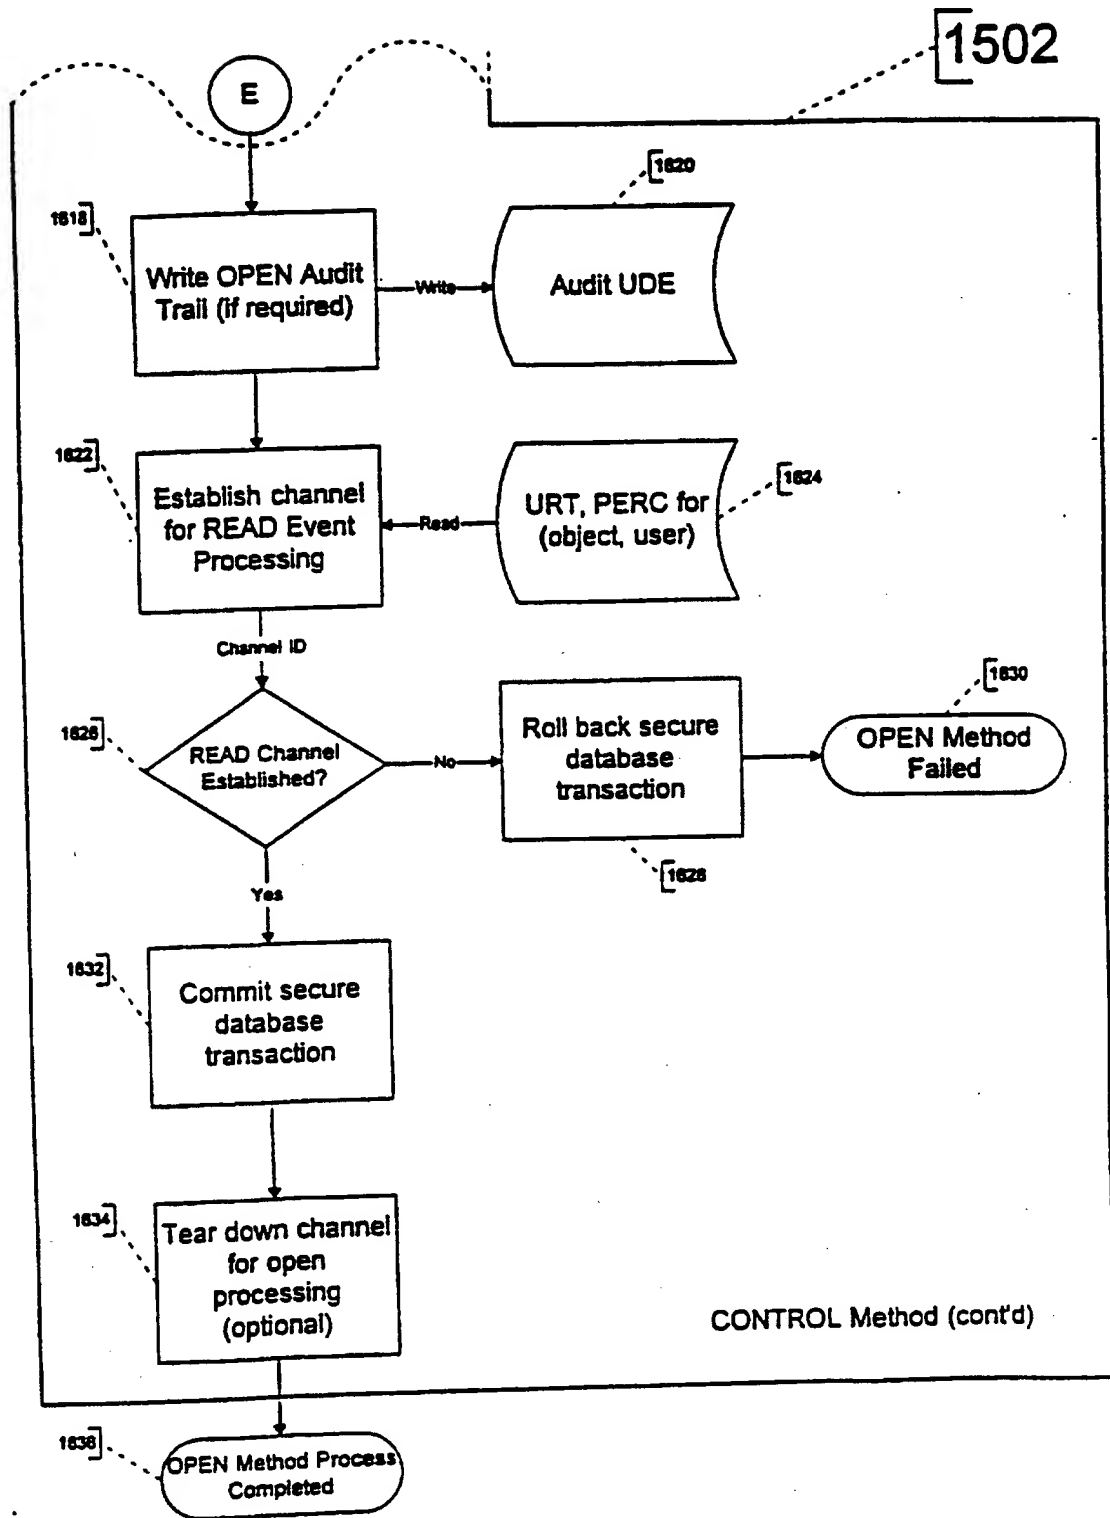 1502
E
1620
1618
Write OPEN Audit
Trail (if required)
Write
Audit UDE
1622
1624
Establish channel
for READ Event
Processing
Read
URT, PERC for
(object, user)
Channel ID
1630
1626
READ Channel
Established?
No
Roll back secure
database
transaction
OPEN Method
Failed
1628
Yes
1632
Commit secure
database
transaction
1634
Tear down channel
for open
processing
(optional)
CONTROL Method (cont'd)
1636
OPEN Method Process
Completed